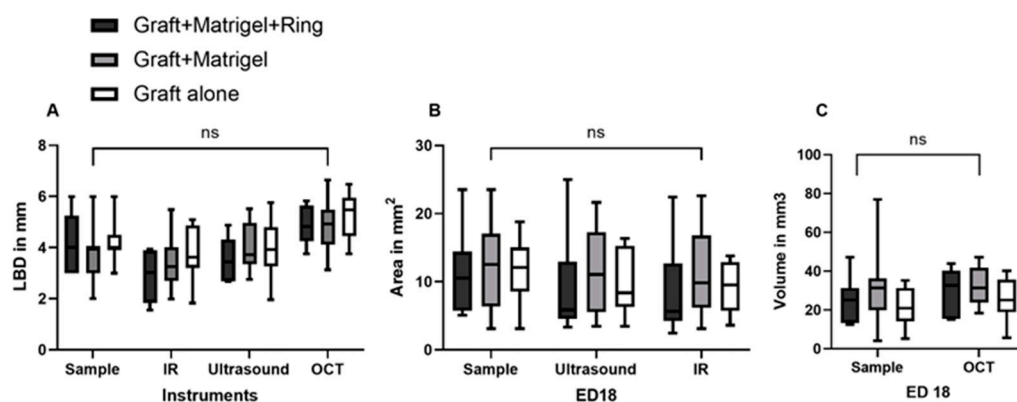 Graft+Matrigel+Ring
Graft+Matrigel
Graft alone
A
ns
LBD in mm
8
6
4
2
0
Sample IR Ultrasound OCT
Instruments
B
ns
Area in mm²
30
20
10
0
Sample Ultrasound IR
ED18
C
ns
Volume in mm3
100
80
60
40
20
0
Sample OCT
ED 18